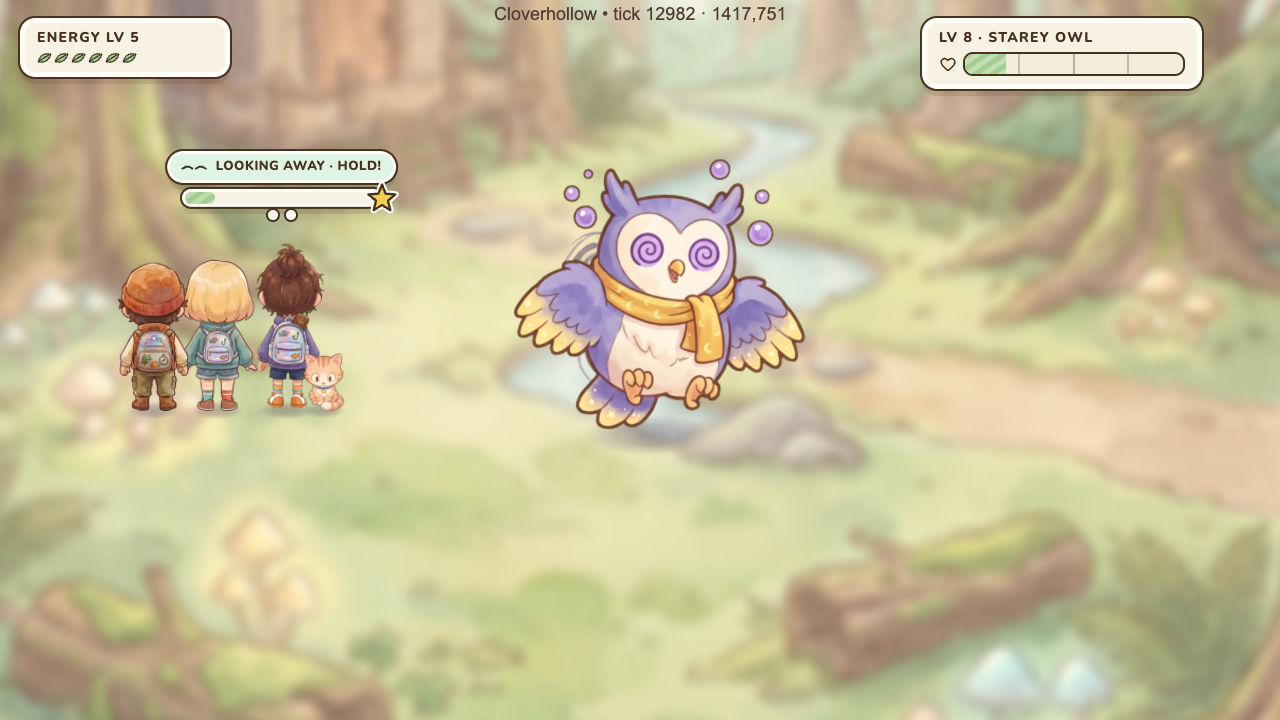 Cloverhollow • tick 12982 · 1417,751
ENERGY LV 5
LV 8 · STAREY OWL
LOOKING AWAY · HOLD!